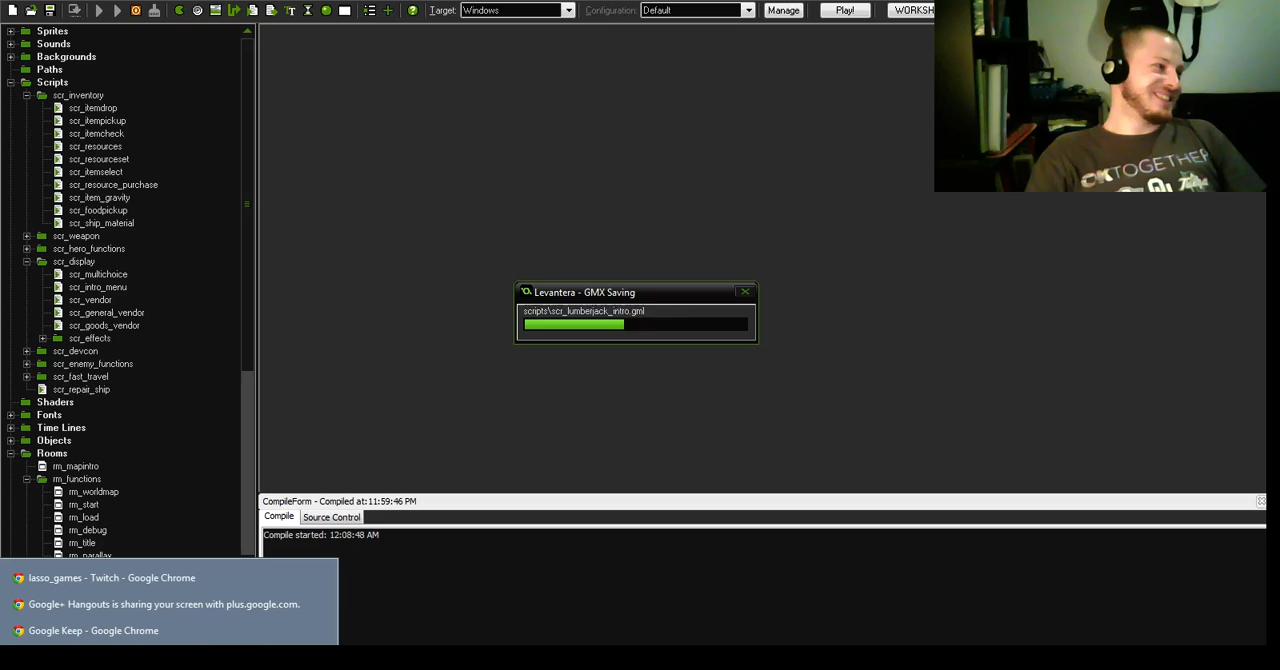 Target: Windows Configuration: Default Manage Play! WORKSH
Sprites
Sounds
Backgrounds
Paths
Scripts
scr_inventory
scr_itemdrop
scr_itempickup
scr_itemcheck
scr_resources
scr_resourceset
scr_itemselect
scr_resource_purchase
scr_item_gravity
scr_foodpickup
scr_ship_material
scr_weapon
scr_hero_functions
scr_display
scr_multichoice
scr_intro_menu
scr_vendor
scr_general_vendor
scr_goods_vendor
scr_effects
scr_devcon
scr_enemy_functions
scr_fast_travel
scr_repair_ship
Shaders
Fonts
Time Lines
Objects
Rooms
rm_mapintro
rm_functions
rm_worldmap
rm_start
rm_load
rm_debug
rm_title
rm_parallax
lasso_games - Twitch - Google Chrome
Google+ Hangouts is sharing your screen with plus.google.com.
Google Keep - Google Chrome
Levantera - GMX Saving
scripts\scr_lumberjack_intro.gml
CompileForm - Compiled at:11:59:46 PM
Compile Source Control
Compile started: 12:08:48 AM
OKTOGETHER